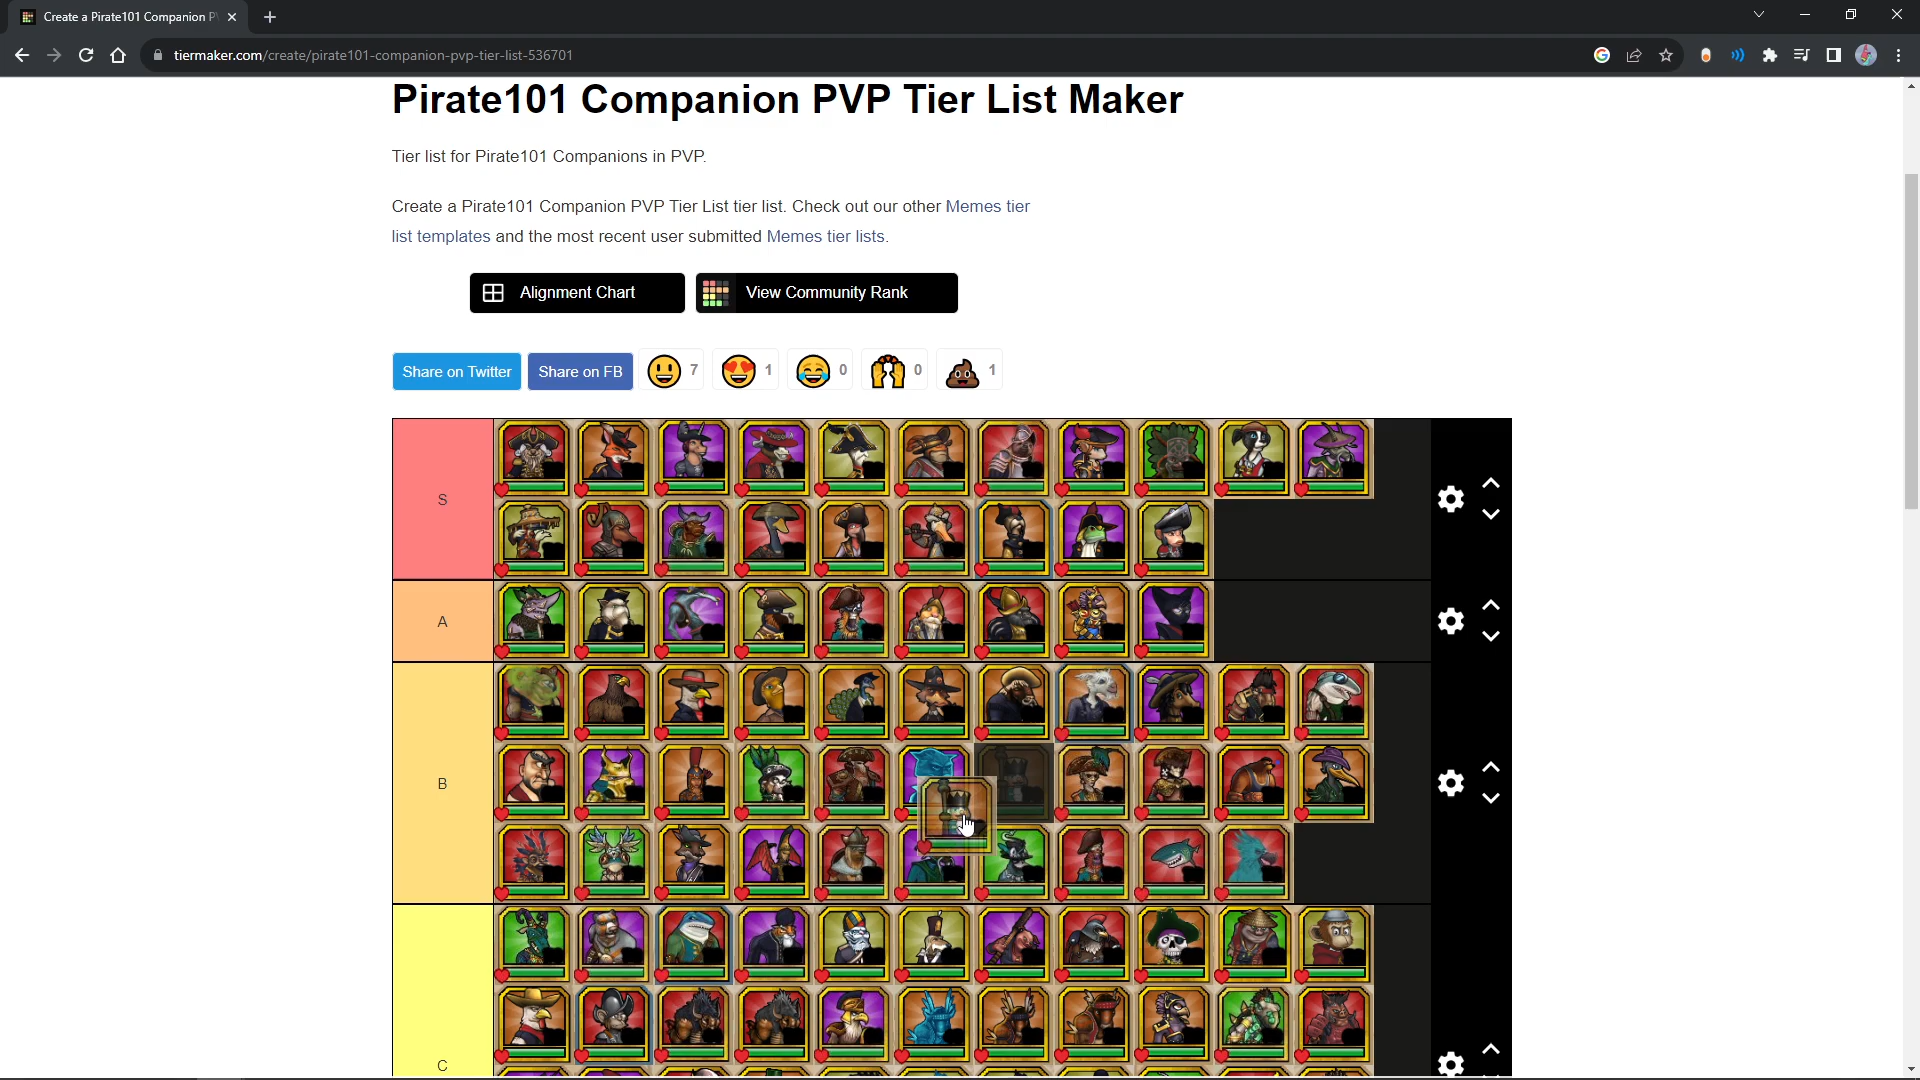 Create a Pirate101 Companion P
tiermaker.com/create/pirate101-companion-pvp-tier-list-536701
Pirate101 Companion PVP Tier List Maker
Tier list for Pirate101 Companions in PVP.
Create a Pirate101 Companion PVP Tier List tier list. Check out our other Memes tier
list templates and the most recent user submitted Memes tier lists.
Alignment Chart
View Community Rank
Share on Twitter
Share on FB
7
1
0
0
1
S
A
B
C